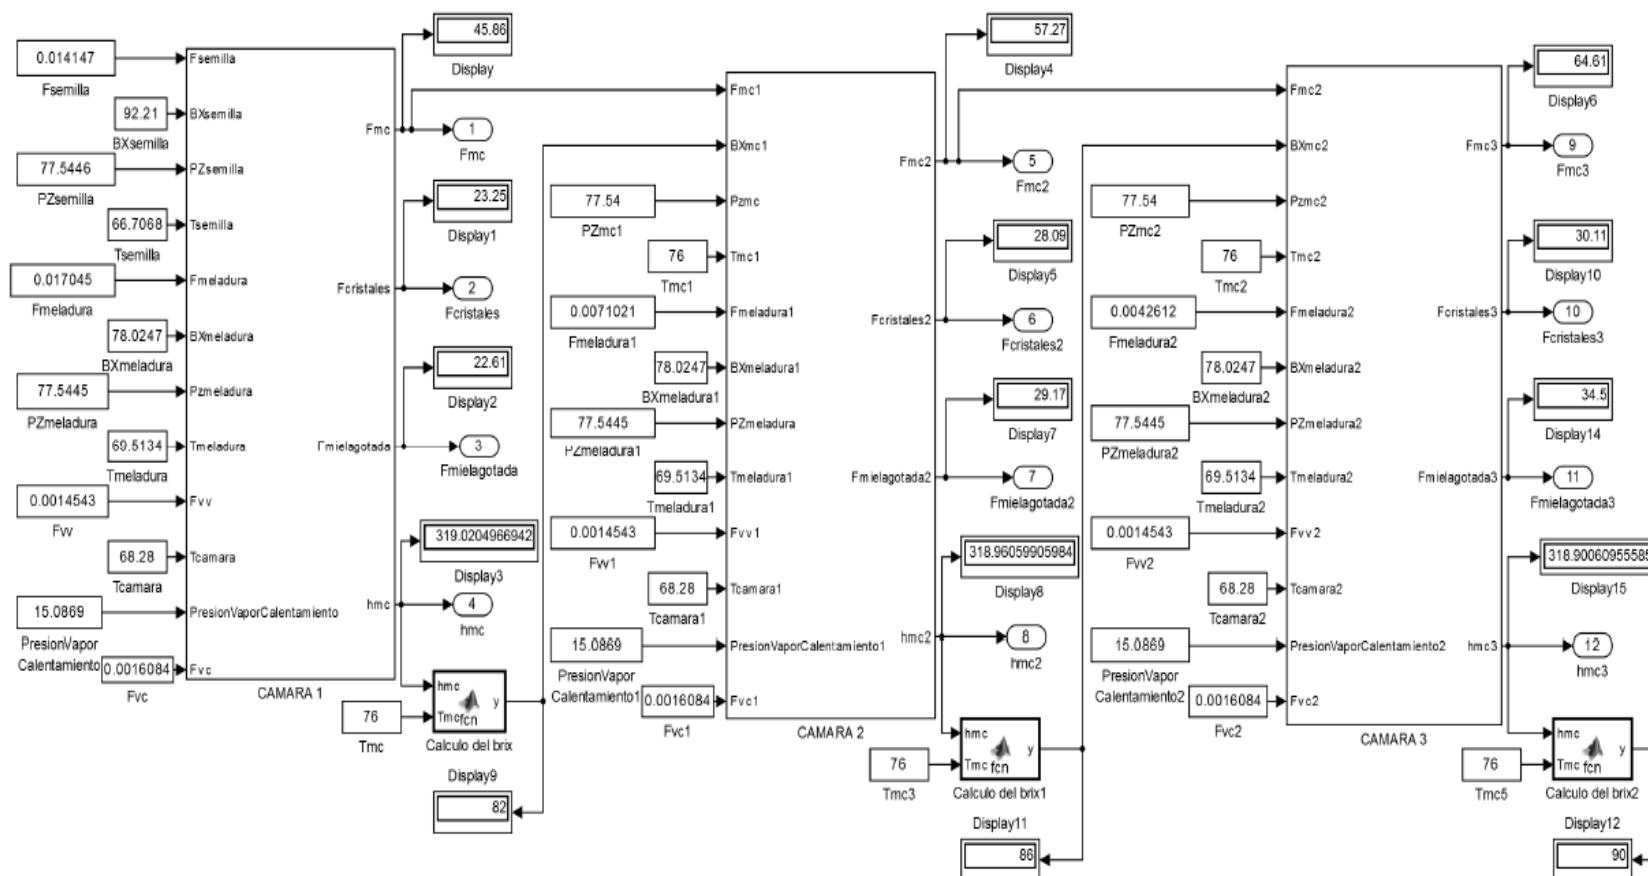 0.014147
Fsemilla
92.21
BXsemilla
77.5446
PZsemilla
66.7068
Tsemilla
0.017045
Fmeladura
78.0247
BXmeladura
77.5445
PZmeladura
69.5134
Tmeladura
0.0014543
Fvv
68.28
Tcamara
15.0869
PresionVapor
Calentamiento
0.0016084
Fvc
Fsemilla
BXsemilla
PZsemilla
Tsemilla
Fmeladura
BXmeladura
Pzmeladura
Tmeladura
Fvv
Tcamara
PresionVaporCalentamiento
Fvc
Fmc
Fcristales
Fmielagotada
hmc
CAMARA 1
45.86
Display
1
Fmc
23.25
Display1
2
Fcristales
22.61
Display2
3
Fmielagotada
319.0204966942
Display3
4
hmc
76
Tmc
hmc
Tmc
fcn
y
Calculo del brix
Display9
82
77.54
PZmc1
76
Tmc1
0.0071021
Fmeladura1
78.0247
BXmeladura1
77.5445
PZmeladura1
69.5134
Tmeladura1
0.0014543
Fvv1
68.28
Tcamara1
15.0869
PresionVapor
Calentamiento1
0.0016084
Fvc1
Fmc1
BXmc1
Pzmc
Tmc1
Fmeladura1
BXmeladura1
PZmeladura
Tmeladura1
Fvv1
Tcamara1
PresionVaporCalentamiento1
Fvc1
Fmc2
Fcristales2
Fmielagotada2
hmc2
CAMARA 2
57.27
Display4
5
Fmc2
28.09
Display5
6
Fcristales2
29.17
Display7
7
Fmielagotada2
318.96059905984
Display8
8
hmc2
76
Tmc3
hmc
Tmc
fcn
y
Calculo del brix1
Display11
86
77.54
PZmc2
76
Tmc2
0.0042612
Fmeladura2
78.0247
BXmeladura2
77.5445
PZmeladura2
69.5134
Tmeladura2
0.0014543
Fvv2
68.28
Tcamara2
15.0869
PresionVapor
Calentamiento2
0.0016084
Fvc2
Fmc2
BXmc2
Pzmc2
Tmc2
Fmeladura2
BXmeladura2
PZmeladura2
Tmeladura2
Fvv2
Tcamara2
PresionVaporCalentamiento2
Fvc2
Fmc3
Fcristales3
Fmielagotada3
hmc3
CAMARA 3
64.61
Display6
9
Fmc3
30.11
Display10
10
Fcristales3
34.5
Display14
11
Fmielagotada3
318.90060955585
Display15
12
hmc3
76
Tmc5
hmc
Tmc
fcn
y
Calculo del brix2
Display12
90